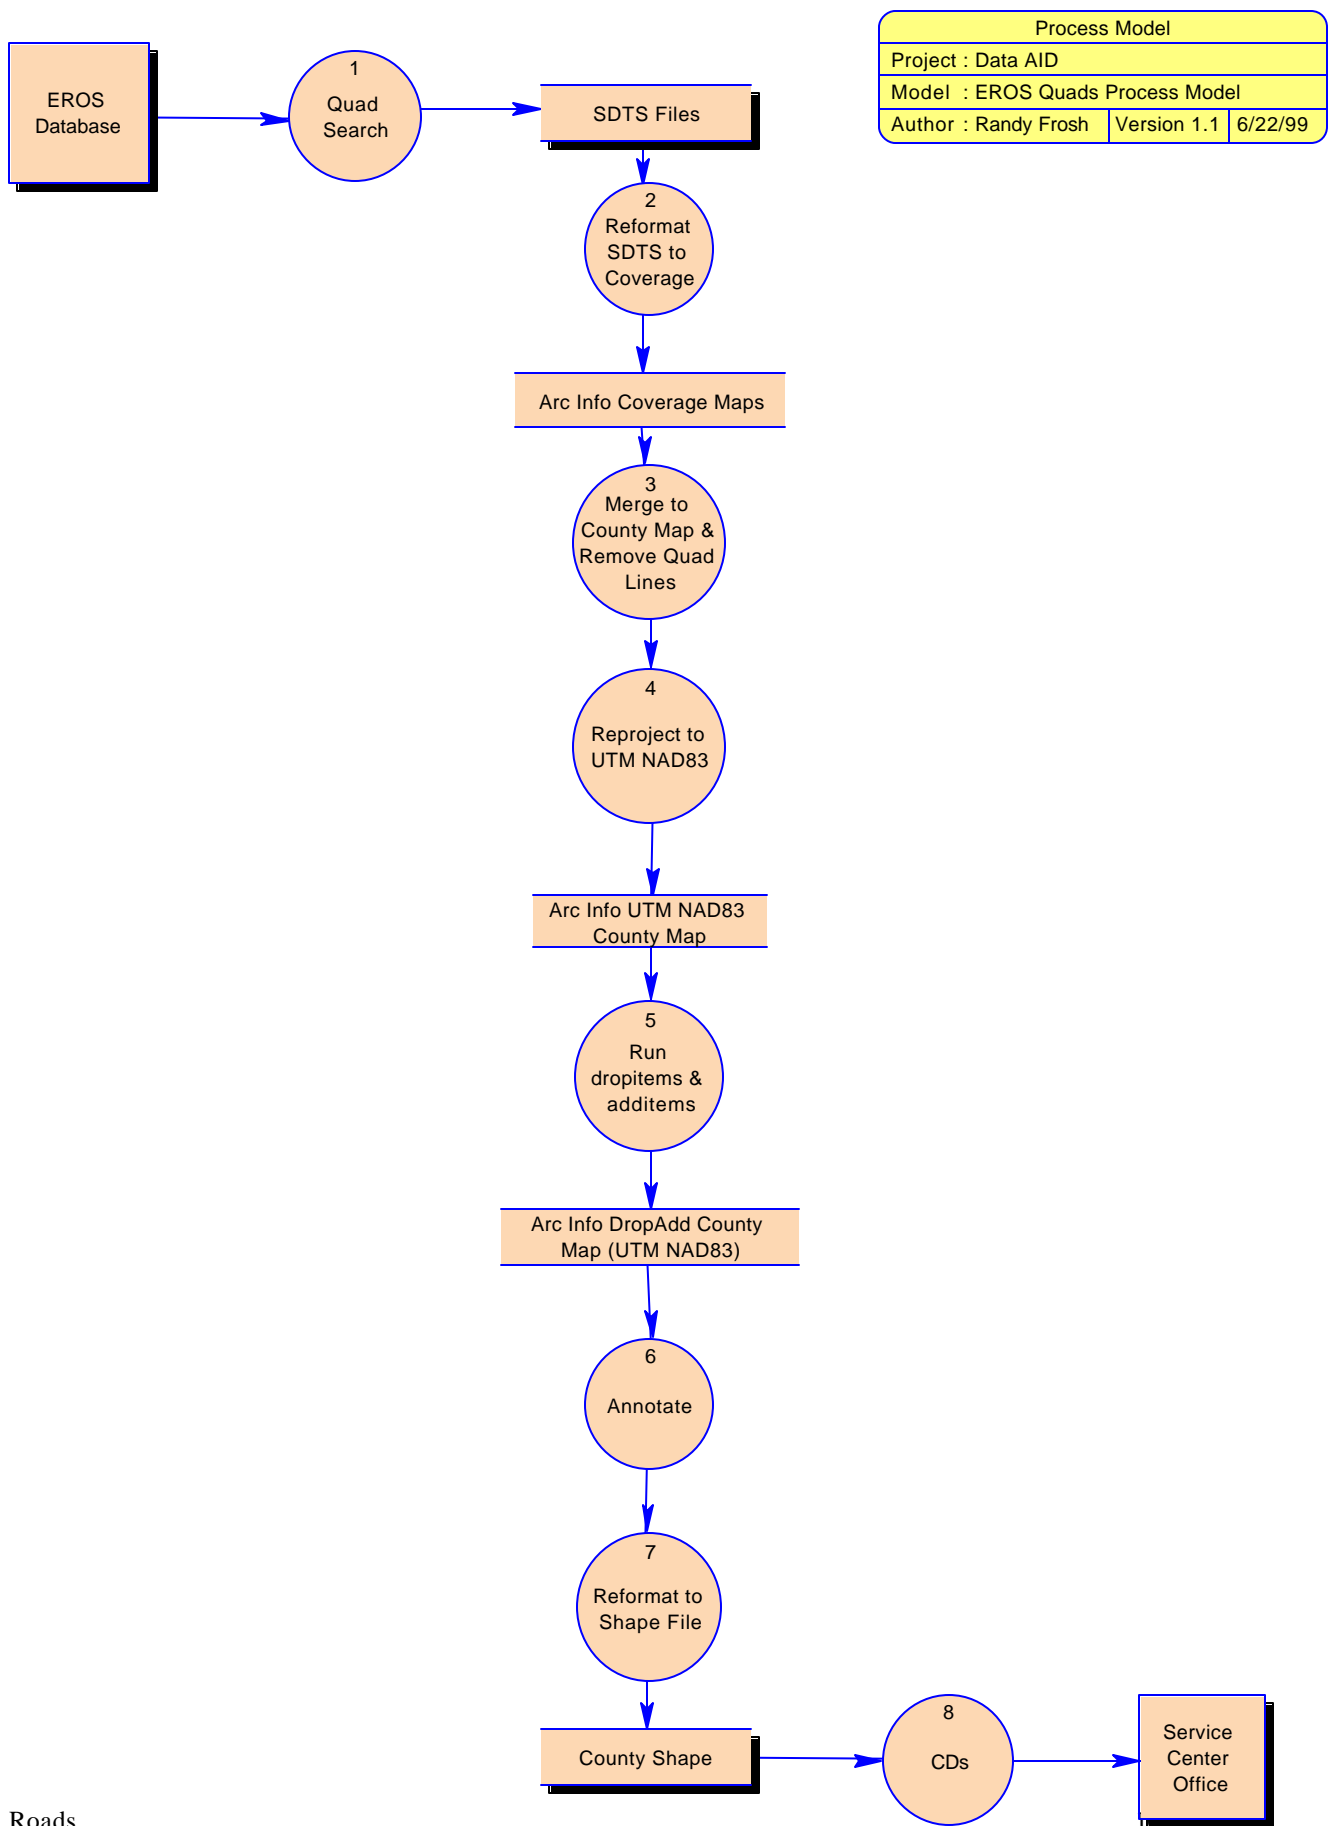 Process Model
Project : Data AID
Model : EROS Quads Process Model
Author : Randy Frosh Version 1.1 6/22/99
EROS
Database
1
Quad
Search
SDTS Files
2
Reformat
SDTS to
Coverage
Arc Info Coverage Maps
3
Merge to
County Map &
Remove Quad
Lines
4
Reproject to
UTM NAD83
Arc Info UTM NAD83
County Map
5
Run
dropitems &
additems
Arc Info DropAdd County
Map (UTM NAD83)
6
Annotate
7
Reformat to
Shape File
County Shape
8
CDs
Service
Center
Office
Roads